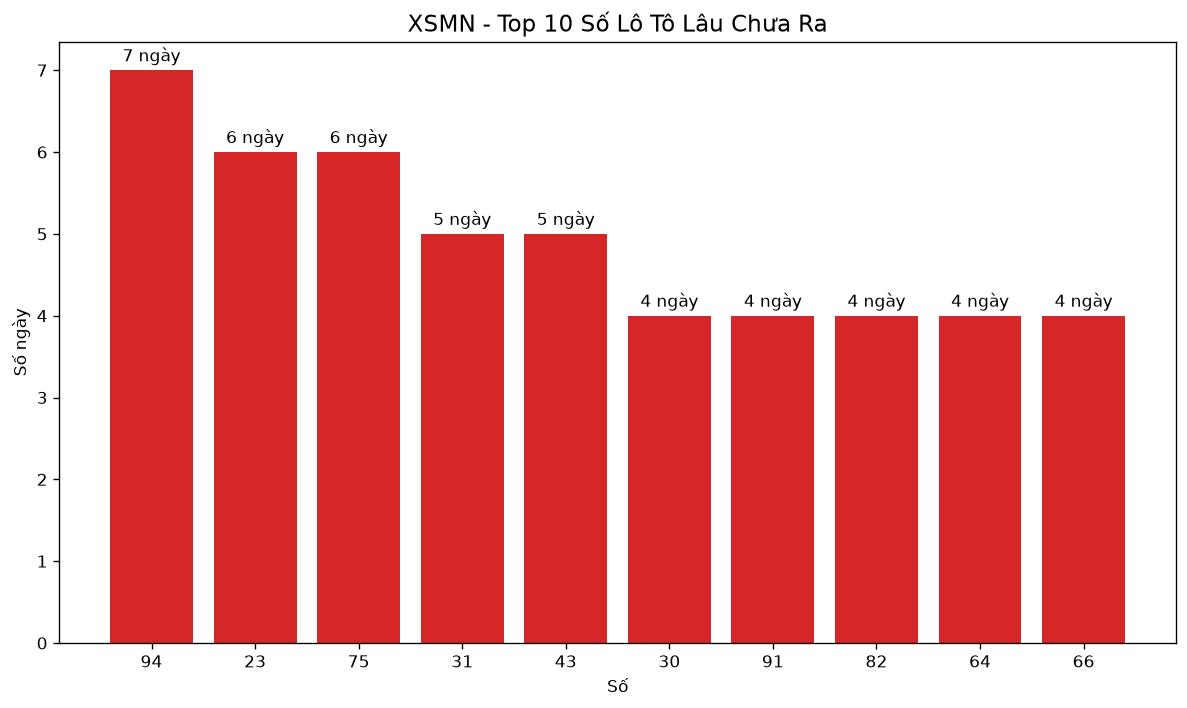 XSMN - Top 10 Số Lô Tô Lâu Chưa Ra
7 ngày
6 ngày 6 ngày
5 ngày 5 ngày
4 ngày 4 ngày 4 ngày 4 ngày 4 ngày
Số ngày
7
6
5
4
3
2
1
0
94 23 75 31 43 30 91 82 64 66
Số